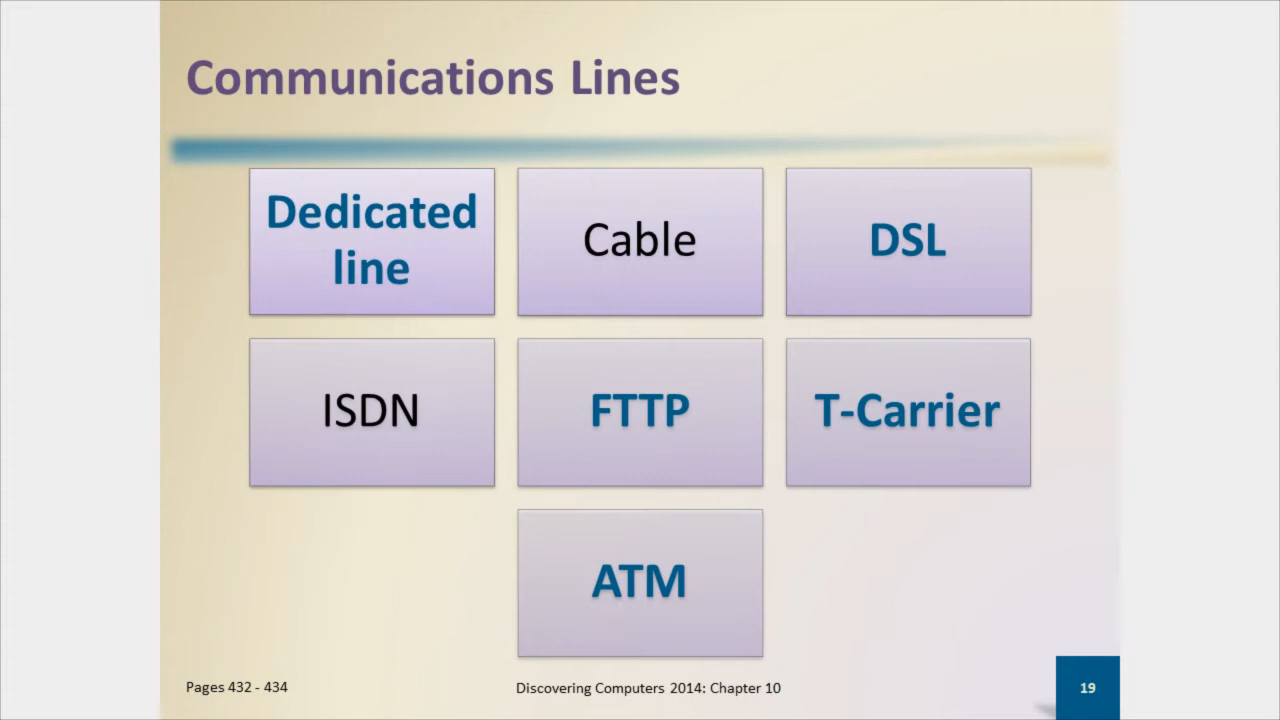 Communications Lines
Dedicated
line
Cable
DSL
ISDN
FTTP
T-Carrier
ATM
Pages 432 - 434
Discovering Computers 2014: Chapter 10
19